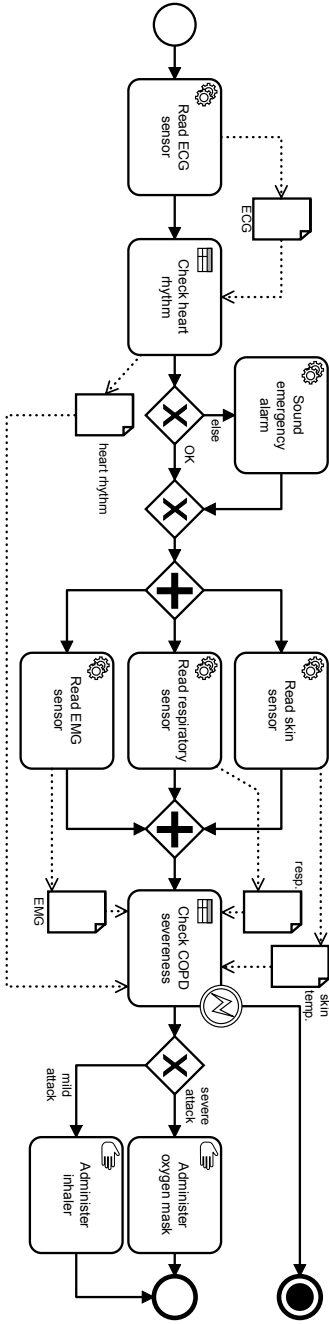 Read ECG
sensor
ECG
Check heart
rhythm
heart rhythm
else
OK
Sound
emergency
alarm
Read skin
sensor
Read respiratory
sensor
Read EMG
sensor
skin
temp.
resp.
EMG
Check COPD
severeness
severe
attack
mild
attack
Administer
oxygen mask
Administer
inhaler